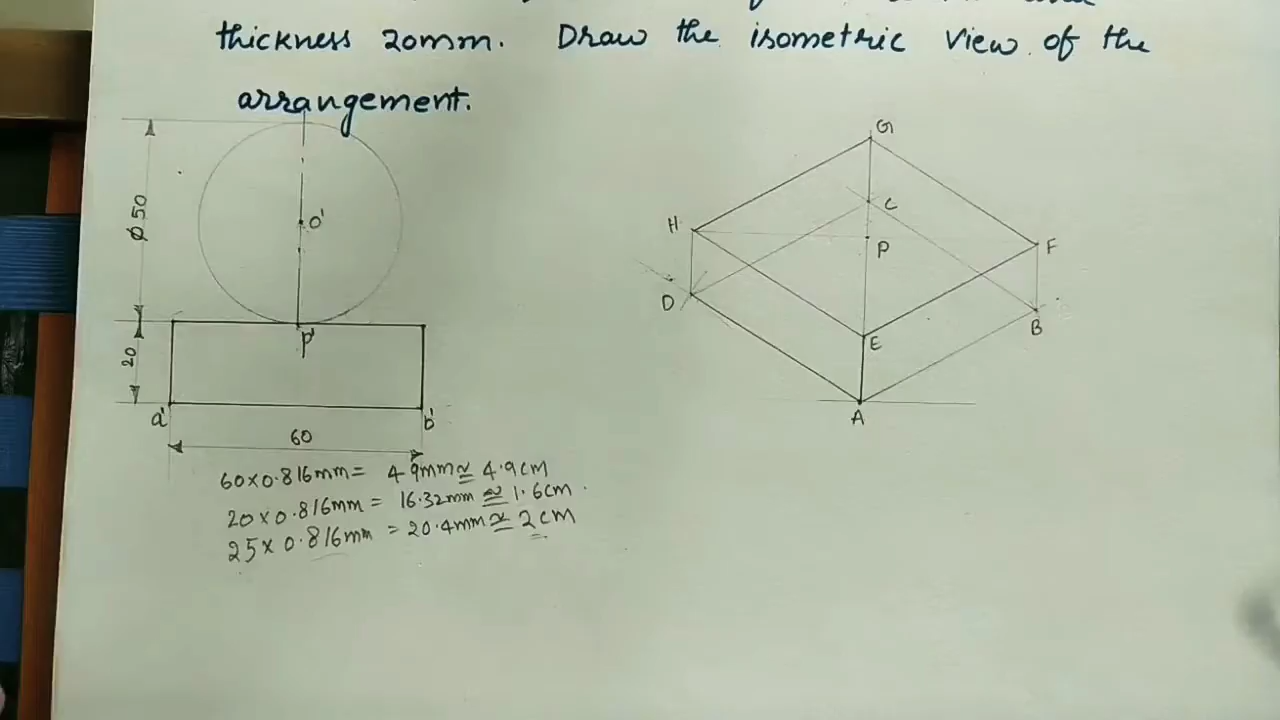 thickness 20mm. Draw the isometric view of the
arrangement.
φ50
O'
P'
20
a'
b'
60
60×0.816mm = 49mm ≅ 4.9cm
20×0.816mm = 16.32mm ≅ 1.6cm
25×0.816mm = 20.4mm ≅ 2cm
G
H
C
P
F
D
E
B
A